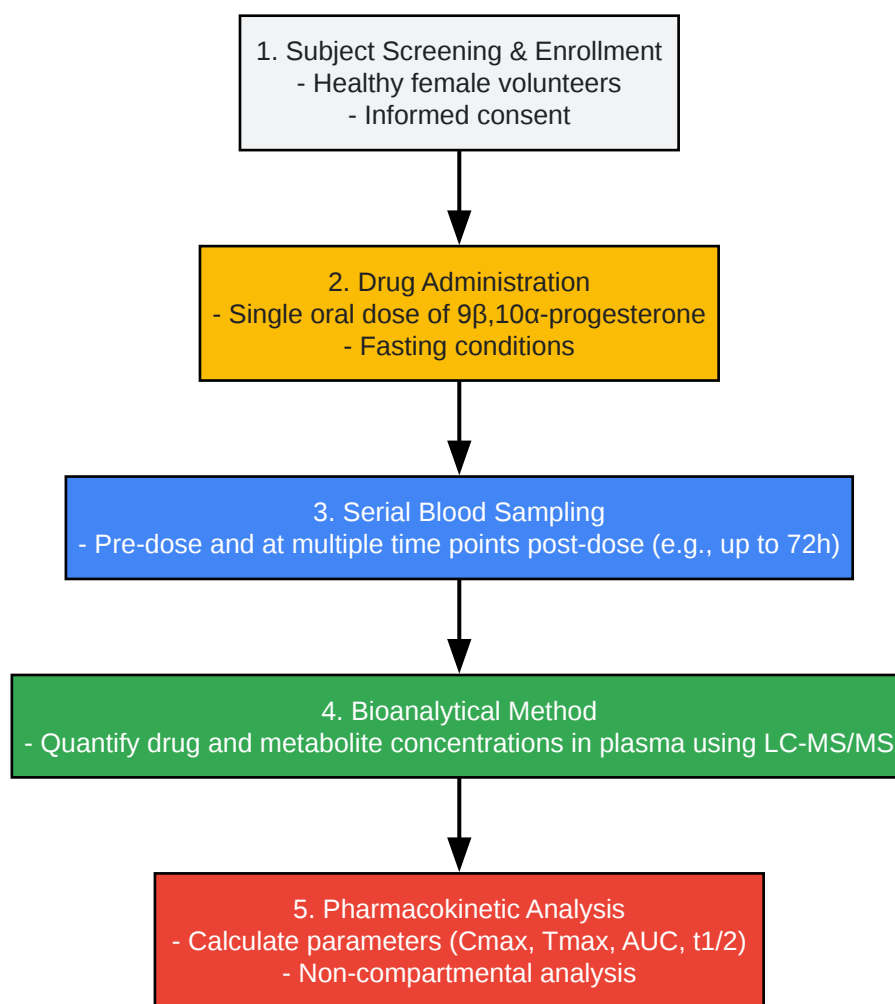 1. Subject Screening & Enrollment
- Healthy female volunteers
- Informed consent
2. Drug Administration
- Single oral dose of 9β,10α-progesterone
- Fasting conditions
3. Serial Blood Sampling
- Pre-dose and at multiple time points post-dose (e.g., up to 72h)
4. Bioanalytical Method
- Quantify drug and metabolite concentrations in plasma using LC-MS/MS
5. Pharmacokinetic Analysis
- Calculate parameters (Cmax, Tmax, AUC, t1/2)
- Non-compartmental analysis